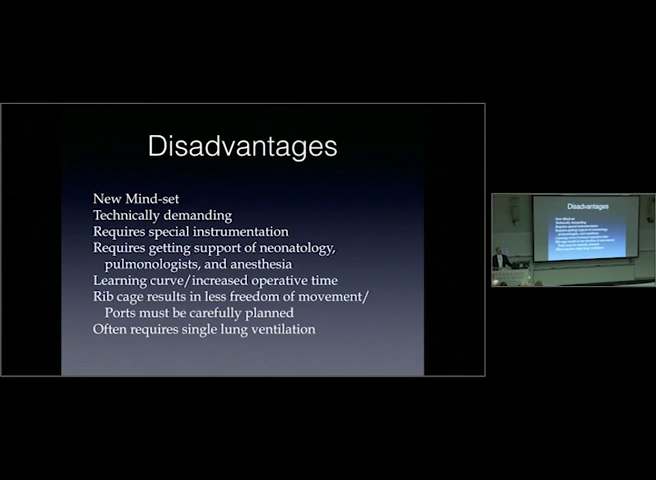 Disadvantages
New Mind-set
Technically demanding
Requires special instrumentation
Requires getting support of neonatology,
pulmonologists, and anesthesia
Learning curve/increased operative time
Rib cage results in less freedom of movement/
Ports must be carefully planned
Often requires single lung ventilation
Disadvantages